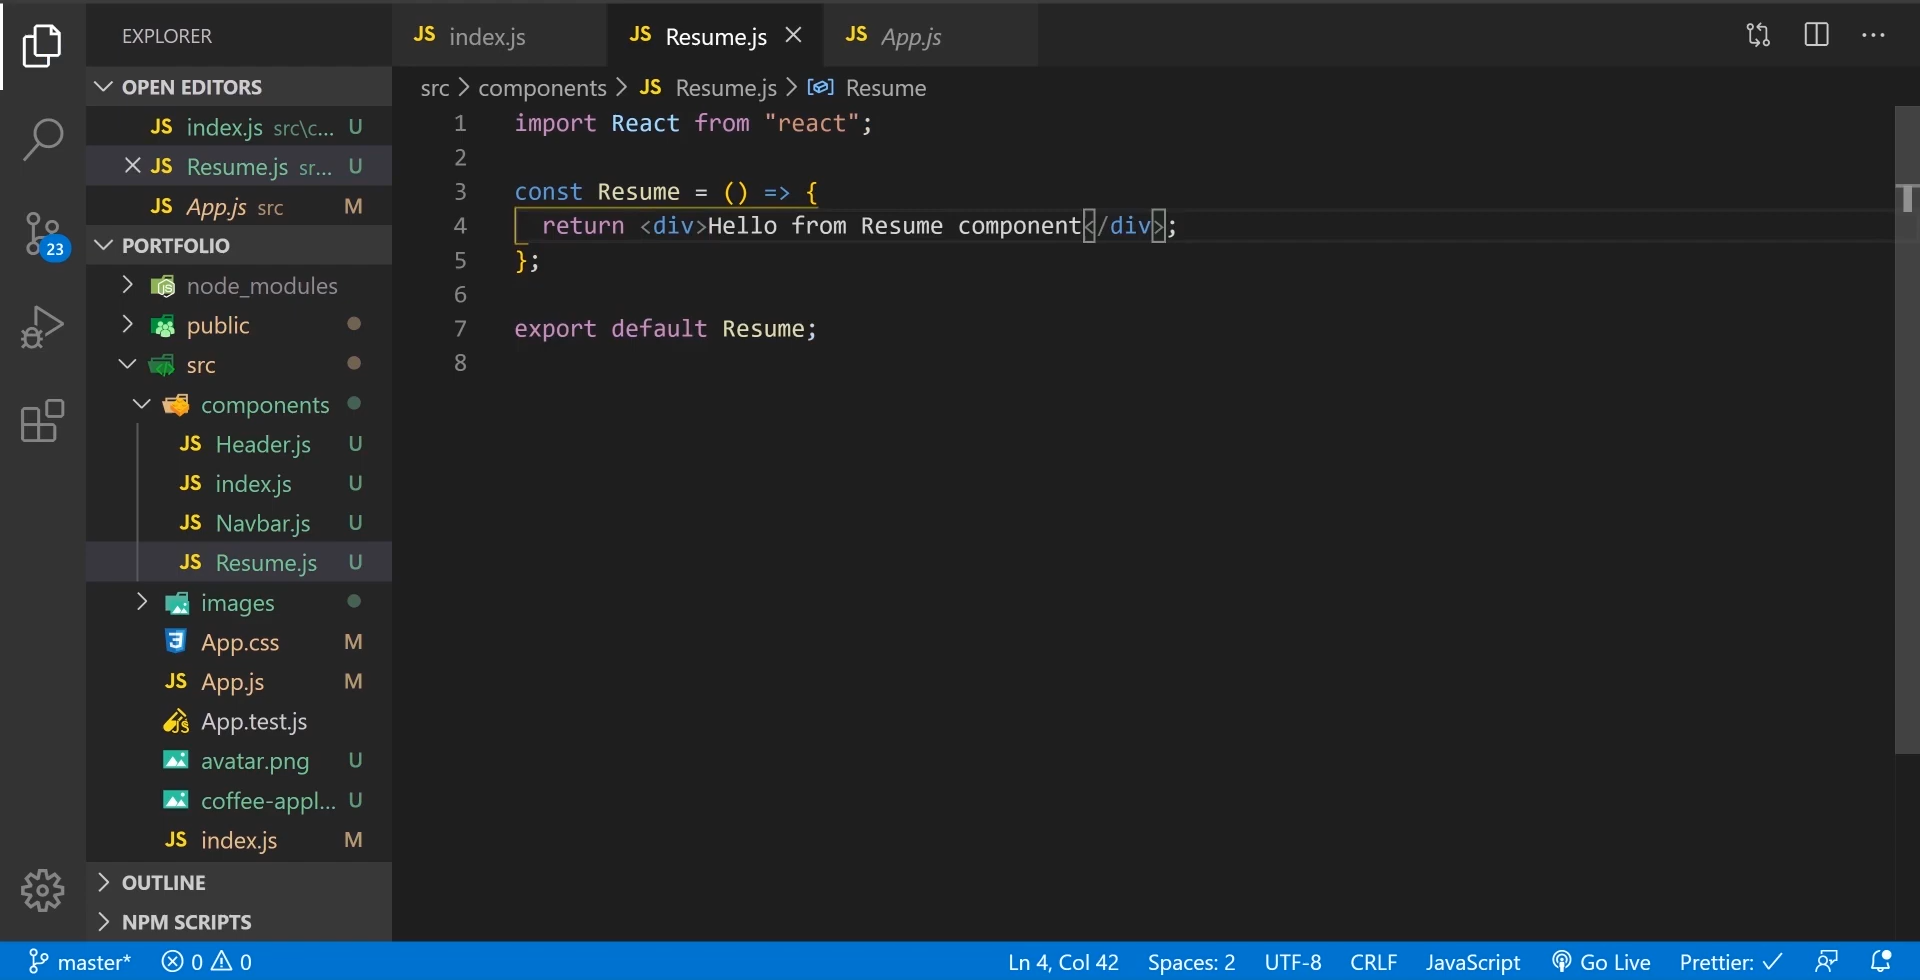 EXPLORER
OPEN EDITORS
JS index.js src\c... U
JS Resume.js sr... U
JS App.js src M
PORTFOLIO
node_modules
public
src
components
JS Header.js U
JS index.js U
JS Navbar.js U
JS Resume.js U
images
App.css M
JS App.js M
App.test.js
avatar.png U
coffee-appl... U
JS index.js M
OUTLINE
NPM SCRIPTS
23
JS index.js JS Resume.js JS App.js
src > components > JS Resume.js > Resume
1 import React from "react";
2
3 const Resume = () => {
4 return <div>Hello from Resume component</div>;
5 };
6
7 export default Resume;
8
master* 0 0 Ln 4, Col 42 Spaces: 2 UTF-8 CRLF JavaScript Go Live Prettier: ✓